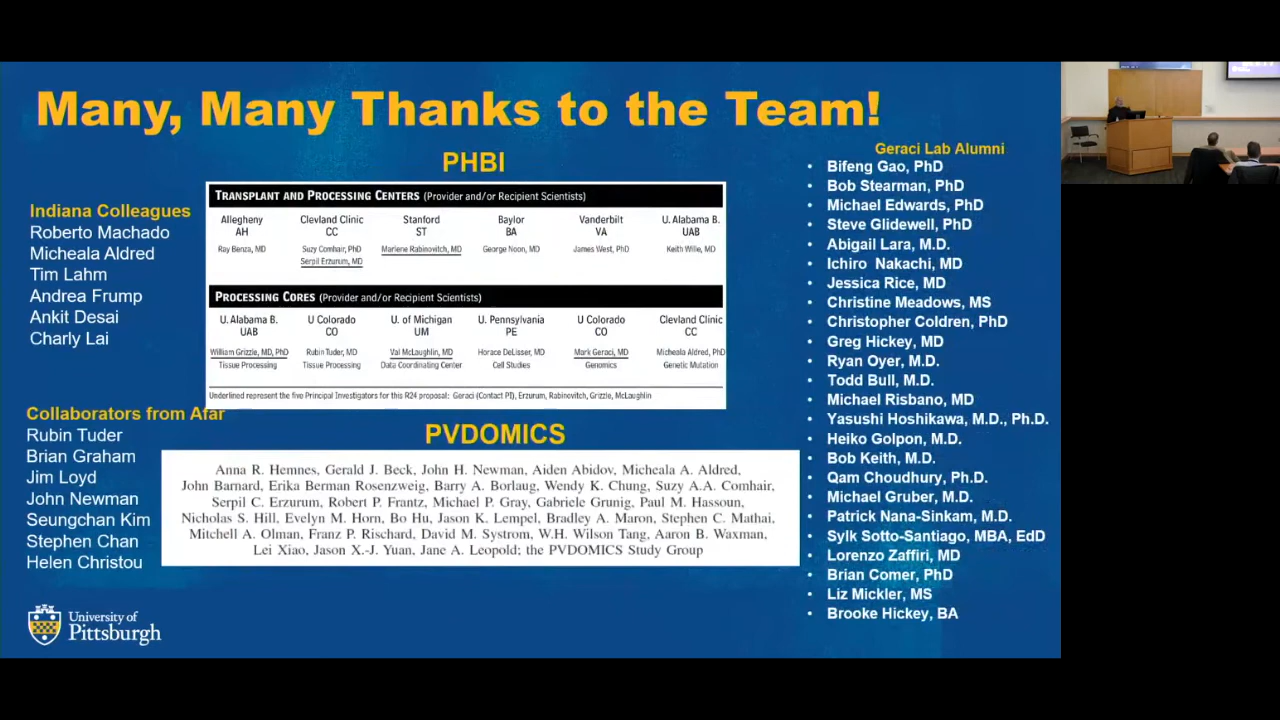 Many, Many Thanks to the Team!
PHBI
Indiana Colleagues
Roberto Machado
Micheala Aldred
Tim Lahm
Andrea Frump
Ankit Desai
Charly Lai
TRANSPLANT AND PROCESSING CENTERS (Provider and/or Recipient Scientists)
Allegheny Clevland Clinic Stanford Baylor Vanderbilt U. Alabama B.
AH CC ST BA VA UAB
Ray Benza, MD Suzy Comhair, PhD Marlene Rabinovitch, MD George Noon, MD James West, PhD Keith Wille, MD
Serpil Erzurum, MD
PROCESSING CORES (Provider and/or Recipient Scientists)
U. Alabama B. U Colorado U. of Michigan U. Pennsylvania U Colorado Clevland Clinic
UAB CO UM PE CO CC
William Grizzle, MD, PhD Rubin Tuder, MD Val McLaughlin, MD Horace DeLisser, MD Mark Geraci, MD Micheala Aldred, PhD
Tissue Processing Tissue Processing Data Coordinating Center Cell Studies Genomics Genetic Mutation
Underlined represent the five Principal Investigators for this R24 proposal: Geraci (Contact PI), Erzurum, Rabinovitch, Grizzle, McLaughlin
Collaborators from Afar
Rubin Tuder
Brian Graham
Jim Loyd
John Newman
Seungchan Kim
Stephen Chan
Helen Christou
PVDOMICS
Anna R. Hemnes, Gerald J. Beck, John H. Newman, Aiden Abidov, Micheala A. Aldred,
John Barnard, Erika Berman Rosenzweig, Barry A. Borlaug, Wendy K. Chung, Suzy A.A. Comhair,
Serpil C. Erzurum, Robert P. Frantz, Michael P. Gray, Gabriele Grunig, Paul M. Hassoun,
Nicholas S. Hill, Evelyn M. Horn, Bo Hu, Jason K. Lempel, Bradley A. Maron, Stephen C. Mathai,
Mitchell A. Olman, Franz P. Rischard, David M. Systrom, W.H. Wilson Tang, Aaron B. Waxman,
Lei Xiao, Jason X.-J. Yuan, Jane A. Leopold; the PVDOMICS Study Group
Geraci Lab Alumni
• Bifeng Gao, PhD
• Bob Stearman, PhD
• Michael Edwards, PhD
• Steve Glidewell, PhD
• Abigail Lara, M.D.
• Ichiro Nakachi, MD
• Jessica Rice, MD
• Christine Meadows, MS
• Christopher Coldren, PhD
• Greg Hickey, MD
• Ryan Oyer, M.D.
• Todd Bull, M.D.
• Michael Risbano, MD
• Yasushi Hoshikawa, M.D., Ph.D.
• Heiko Golpon, M.D.
• Bob Keith, M.D.
• Qam Choudhury, Ph.D.
• Michael Gruber, M.D.
• Patrick Nana-Sinkam, M.D.
• Sylk Sotto-Santiago, MBA, EdD
• Lorenzo Zaffiri, MD
• Brian Comer, PhD
• Liz Mickler, MS
• Brooke Hickey, BA
University of
Pittsburgh